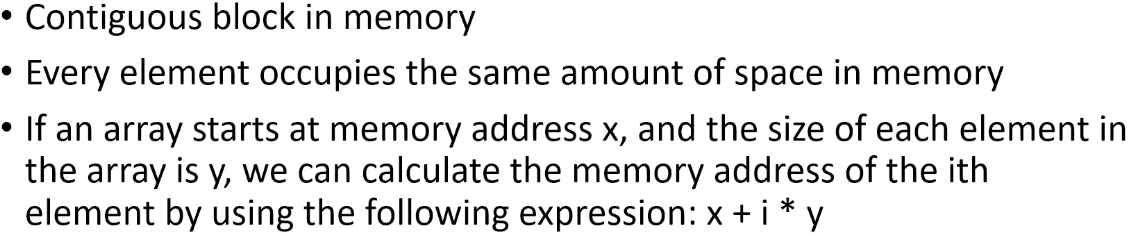 • Contiguous block in memory
• Every element occupies the same amount of space in memory
• If an array starts at memory address x, and the size of each element in
the array is y, we can calculate the memory address of the ith
element by using the following expression: x + i * y